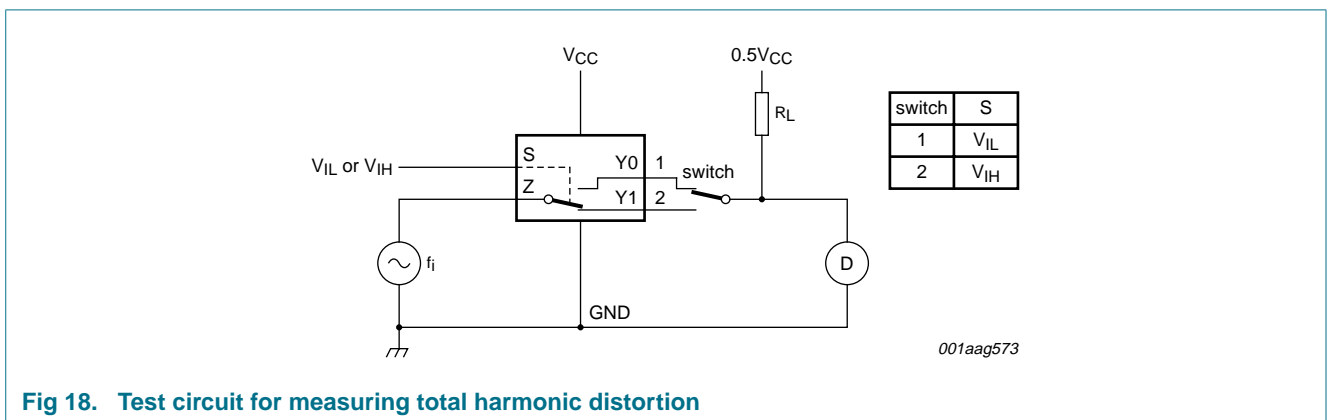 VCC
0.5VCC
RL
switch S
1 VIL
2 VIH
VIL or VIH
S
Y0 1
switch
Z
Y1 2
fi
D
GND
001aag573
Fig 18. Test circuit for measuring total harmonic distortion